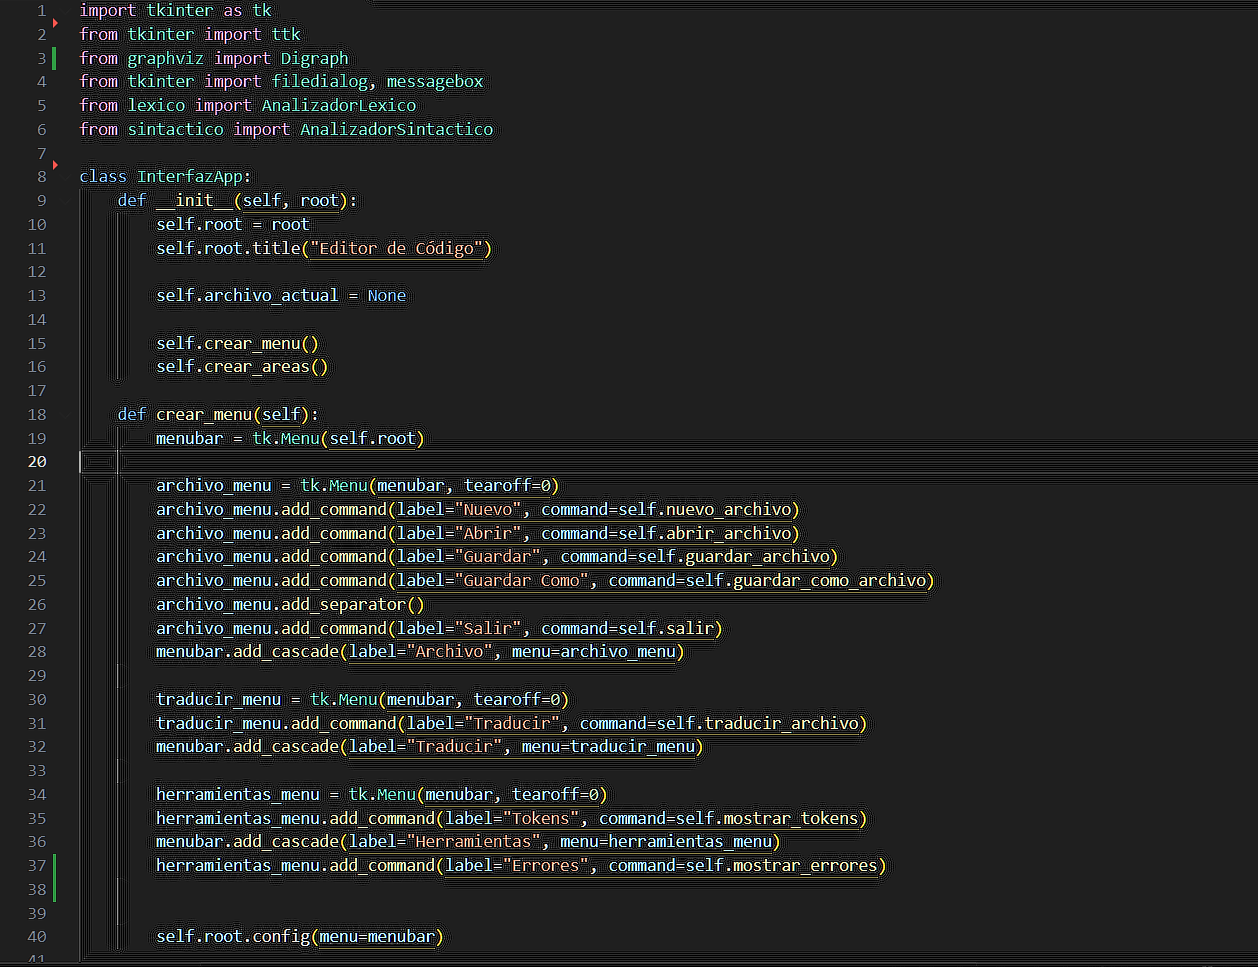 1 import tkinter as tk
2 from tkinter import ttk
3 from graphviz import Digraph
4 from tkinter import filedialog, messagebox
5 from lexico import AnalizadorLexico
6 from sintactico import AnalizadorSintactico
7
8 class InterfazApp:
9     def __init__(self, root):
10         self.root = root
11         self.root.title("Editor de Código")
12
13         self.archivo_actual = None
14
15         self.crear_menu()
16         self.crear_areas()
17
18     def crear_menu(self):
19         menubar = tk.Menu(self.root)
20
21         archivo_menu = tk.Menu(menubar, tearoff=0)
22         archivo_menu.add_command(label="Nuevo", command=self.nuevo_archivo)
23         archivo_menu.add_command(label="Abrir", command=self.abrir_archivo)
24         archivo_menu.add_command(label="Guardar", command=self.guardar_archivo)
25         archivo_menu.add_command(label="Guardar Como", command=self.guardar_como_archivo)
26         archivo_menu.add_separator()
27         archivo_menu.add_command(label="Salir", command=self.salir)
28         menubar.add_cascade(label="Archivo", menu=archivo_menu)
29
30         traducir_menu = tk.Menu(menubar, tearoff=0)
31         traducir_menu.add_command(label="Traducir", command=self.traducir_archivo)
32         menubar.add_cascade(label="Traducir", menu=traducir_menu)
33
34         herramientas_menu = tk.Menu(menubar, tearoff=0)
35         herramientas_menu.add_command(label="Tokens", command=self.mostrar_tokens)
36         menubar.add_cascade(label="Herramientas", menu=herramientas_menu)
37         herramientas_menu.add_command(label="Errores", command=self.mostrar_errores)
38
39
40         self.root.config(menu=menubar)
41